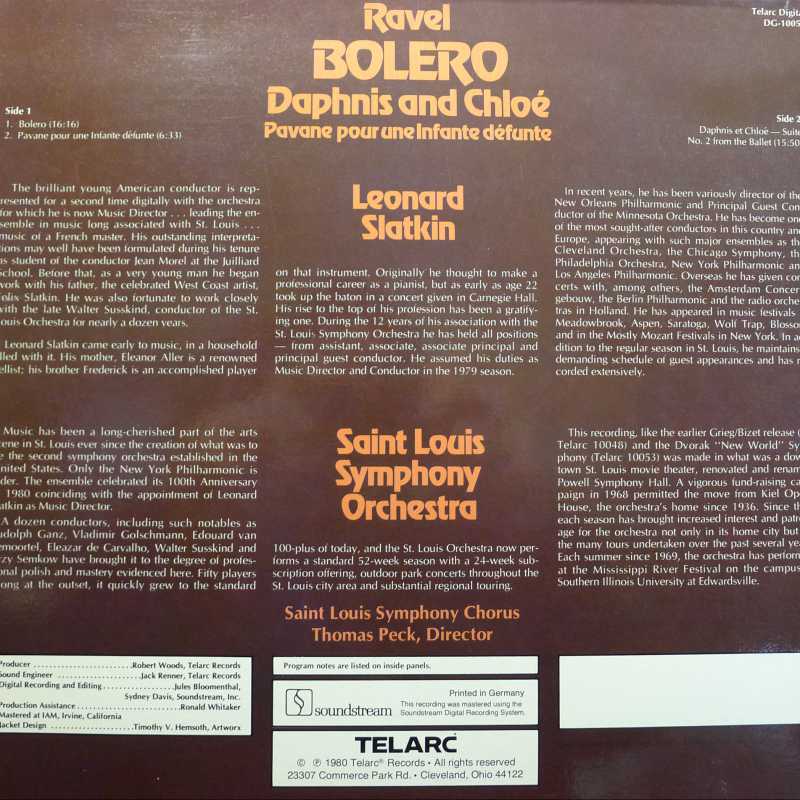 Ravel
BOLERO
Daphnis and Chloé
Pavane pour une Infante défunte
Telarc Digita
DG-1005
Side 1
1. Bolero (16:16)
2. Pavane pour une Infante défunte (6:33)
Side 2
Daphnis et Chloé — Suite
No. 2 from the Ballet (15:50
Leonard
Slatkin
The brilliant young American conductor is rep-
resented for a second time digitally with the orchestra
for which he is now Music Director . . . leading the en-
semble in music long associated with St. Louis . . .
music of a French master. His outstanding interpreta-
tions may well have been formulated during his tenure
as student of the conductor Jean Morel at the Juilliard
School. Before that, as a very young man he began
work with his father, the celebrated West Coast artist,
Felix Slatkin. He was also fortunate to work closely
with the late Walter Susskind, conductor of the St.
Louis Orchestra for nearly a dozen years.
Leonard Slatkin came early to music, in a household
lled with it. His mother, Eleanor Aller is a renowned
ellist; his brother Frederick is an accomplished player
on that instrument. Originally he thought to make a
professional career as a pianist, but as early as age 22
took up the baton in a concert given in Carnegie Hall.
His rise to the top of his profession has been a gratify-
ing one. During the 12 years of his association with the
St. Louis Symphony Orchestra he has held all positions
— from assistant, associate, associate principal and
principal guest conductor. He assumed his duties as
Music Director and Conductor in the 1979 season.
In recent years, he has been variously director of the
New Orleans Philharmonic and Principal Guest Con-
ductor of the Minnesota Orchestra. He has become one
of the most sought-after conductors in this country and
Europe, appearing with such major ensembles as th
Cleveland Orchestra, the Chicago Symphony, th
Philadelphia Orchestra, New York Philharmonic an
Los Angeles Philharmonic. Overseas he has given con
certs with, among others, the Amsterdam Concert
gebouw, the Berlin Philharmonic and the radio orches
tras in Holland. He has appeared in music festivals
Meadowbrook, Aspen, Saratoga, Wolf Trap, Blossom
and in the Mostly Mozart Festivals in New York. In ad
dition to the regular season in St. Louis, he maintains
demanding schedule of guest appearances and has r
corded extensively.
Saint Louis
Symphony
Orchestra
Music has been a long-cherished part of the arts
cene in St. Louis ever since the creation of what was to
e the second symphony orchestra established in the
nited States. Only the New York Philharmonic is
der. The ensemble celebrated its 100th Anniversary
1980 coinciding with the appointment of Leonard
atkin as Music Director.
A dozen conductors, including such notables as
udolph Ganz, Vladimir Golschmann, Edouard van
emoortel, Eleazar de Carvalho, Walter Susskind and
rzy Semkow have brought it to the degree of profes-
onal polish and mastery evidenced here. Fifty players
ong at the outset, it quickly grew to the standard
100-plus of today, and the St. Louis Orchestra now per-
forms a standard 52-week season with a 24-week sub-
scription offering, outdoor park concerts throughout the
St. Louis city area and substantial regional touring.
This recording, like the earlier Grieg/Bizet release (
Telarc 10048) and the Dvorak "New World" Sy
phony (Telarc 10053) was made in what was a dow
town St. Louis movie theater, renovated and renam
Powell Symphony Hall. A vigorous fund-raising ca
paign in 1968 permitted the move from Kiel Op
House, the orchestra's home since 1936. Since th
each season has brought increased interest and patr
age for the orchestra not only in its home city but
the many tours undertaken over the past several yea
Each summer since 1969, the orchestra has perform
at the Mississippi River Festival on the campus
Southern Illinois University at Edwardsville.
Saint Louis Symphony Chorus
Thomas Peck, Director
Producer . . . . . . . . . . Robert Woods, Telarc Records
Sound Engineer . . . . . . . . . . Jack Renner, Telarc Records
Digital Recording and Editing . . . . . . . . . . Jules Bloomenthal,
Sydney Davis, Soundstream, Inc.
Production Assistance . . . . . . . . . . Ronald Whitaker
Mastered at IAM, Irvine, California
Jacket Design . . . . . . . . . . Timothy V. Hemsoth, Artworx
Program notes are listed on inside panels.
soundstream
Printed in Germany
This recording was mastered using the
Soundstream Digital Recording System.
TELARC
© ℗ 1980 Telarc® Records • All rights reserved
23307 Commerce Park Rd. • Cleveland, Ohio 44122